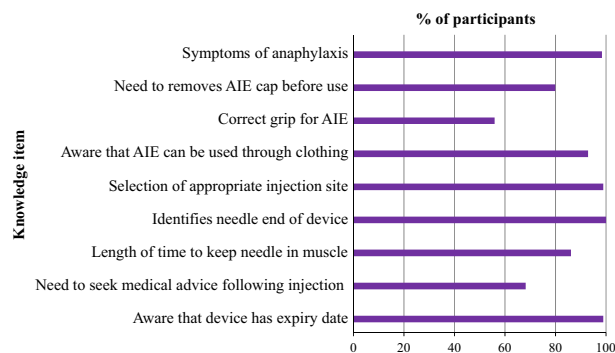 % of participants
Symptoms of anaphylaxis
Need to removes AIE cap before use
Correct grip for AIE
Aware that AIE can be used through clothing
Selection of appropriate injection site
Identifies needle end of device
Length of time to keep needle in muscle
Need to seek medical advice following injection
Aware that device has expiry date
Knowledge item
0 20 40 60 80 100